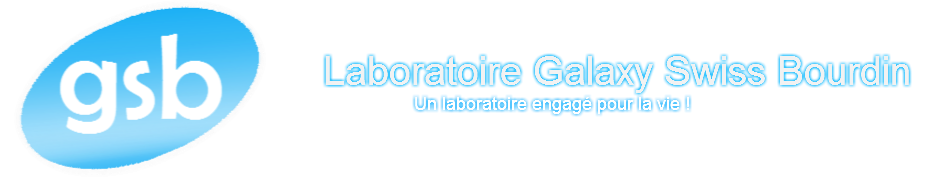 gsb
Laboratoire Galaxy Swiss Bourdin
Un laboratoire engagé pour la vie !